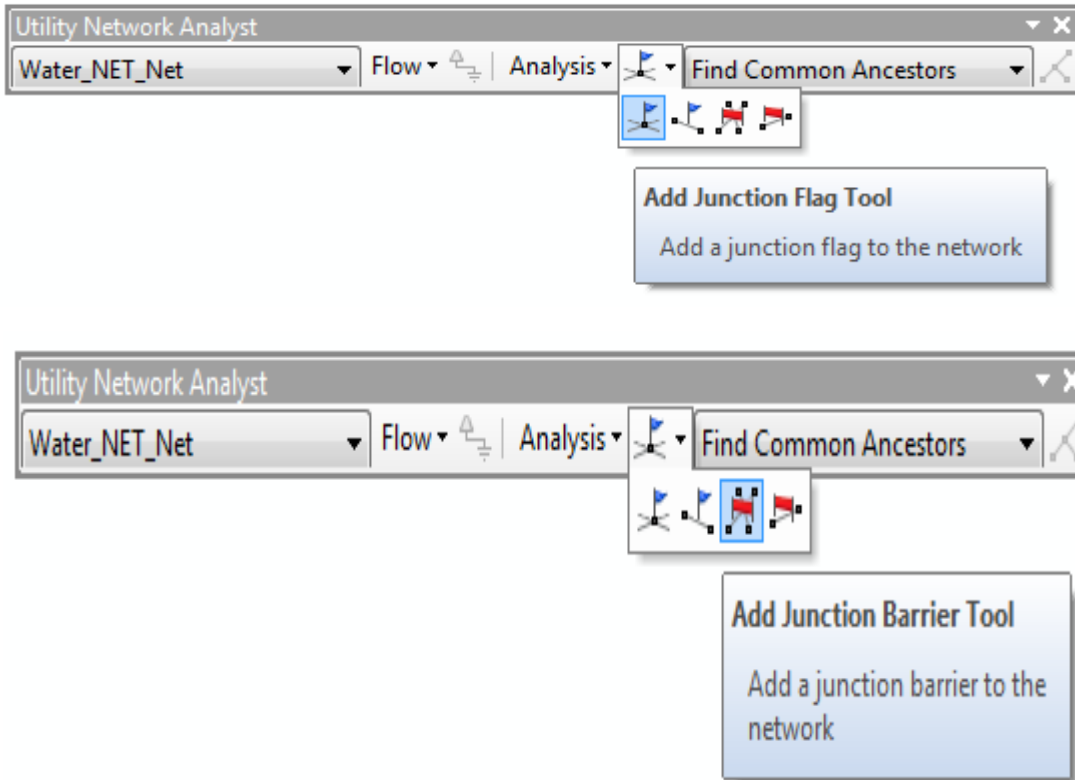 Utility Network Analyst
Water_NET_Net Flow Analysis Find Common Ancestors
Add Junction Flag Tool
Add a junction flag to the network
Utility Network Analyst
Water_NET_Net Flow Analysis Find Common Ancestors
Add Junction Barrier Tool
Add a junction barrier to the
network